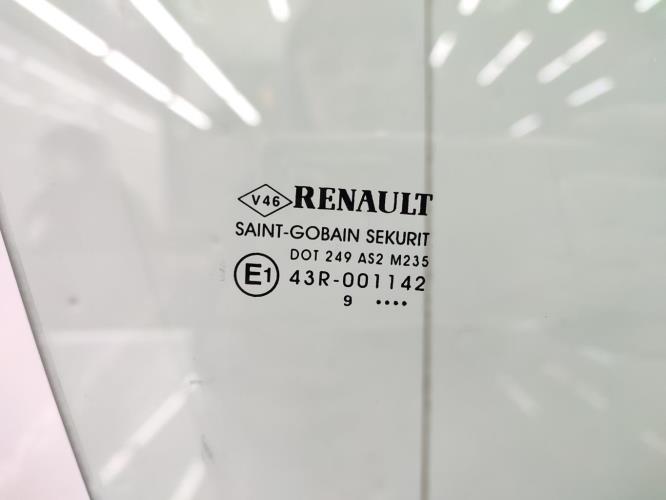 V46 RENAULT
SAINT-GOBAIN SEKURIT
DOT 249 AS2 M235
E1 43R-001142
9 ....